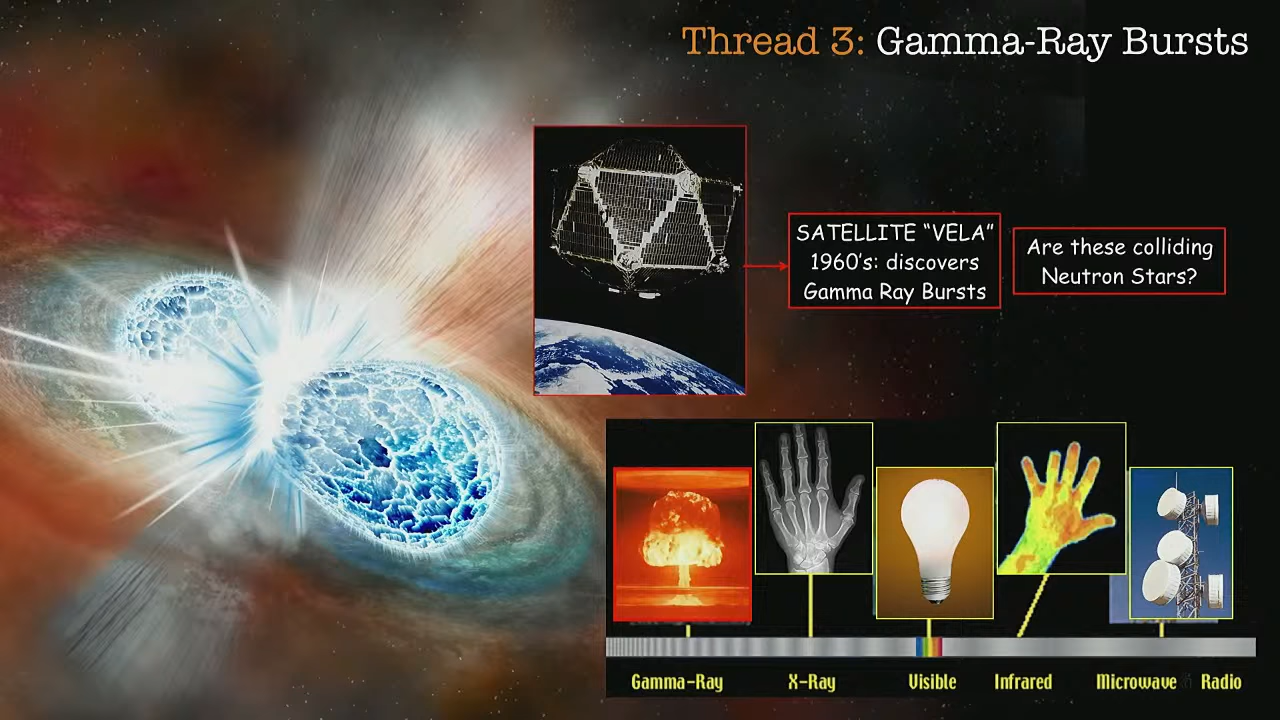 Thread 3: Gamma-Ray Bursts
SATELLITE “VELA”
1960’s: discovers
Gamma Ray Bursts
Are these colliding
Neutron Stars?
Gamma-Ray X-Ray Visible Infrared Microwave Radio